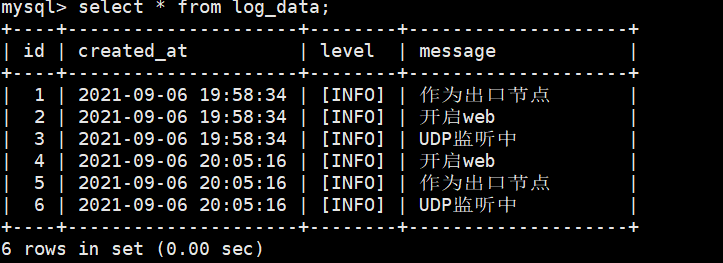 mysql> select * from log_data;
+----+---------------------+--------+--------------------+
| id | created_at | level | message |
+----+---------------------+--------+--------------------+
| 1 | 2021-09-06 19:58:34 | [INFO] | 作为出口节点 |
| 2 | 2021-09-06 19:58:34 | [INFO] | 开启web |
| 3 | 2021-09-06 19:58:34 | [INFO] | UDP监听中 |
| 4 | 2021-09-06 20:05:16 | [INFO] | 开启web |
| 5 | 2021-09-06 20:05:16 | [INFO] | 作为出口节点 |
| 6 | 2021-09-06 20:05:16 | [INFO] | UDP监听中 |
+----+---------------------+--------+--------------------+
6 rows in set (0.00 sec)